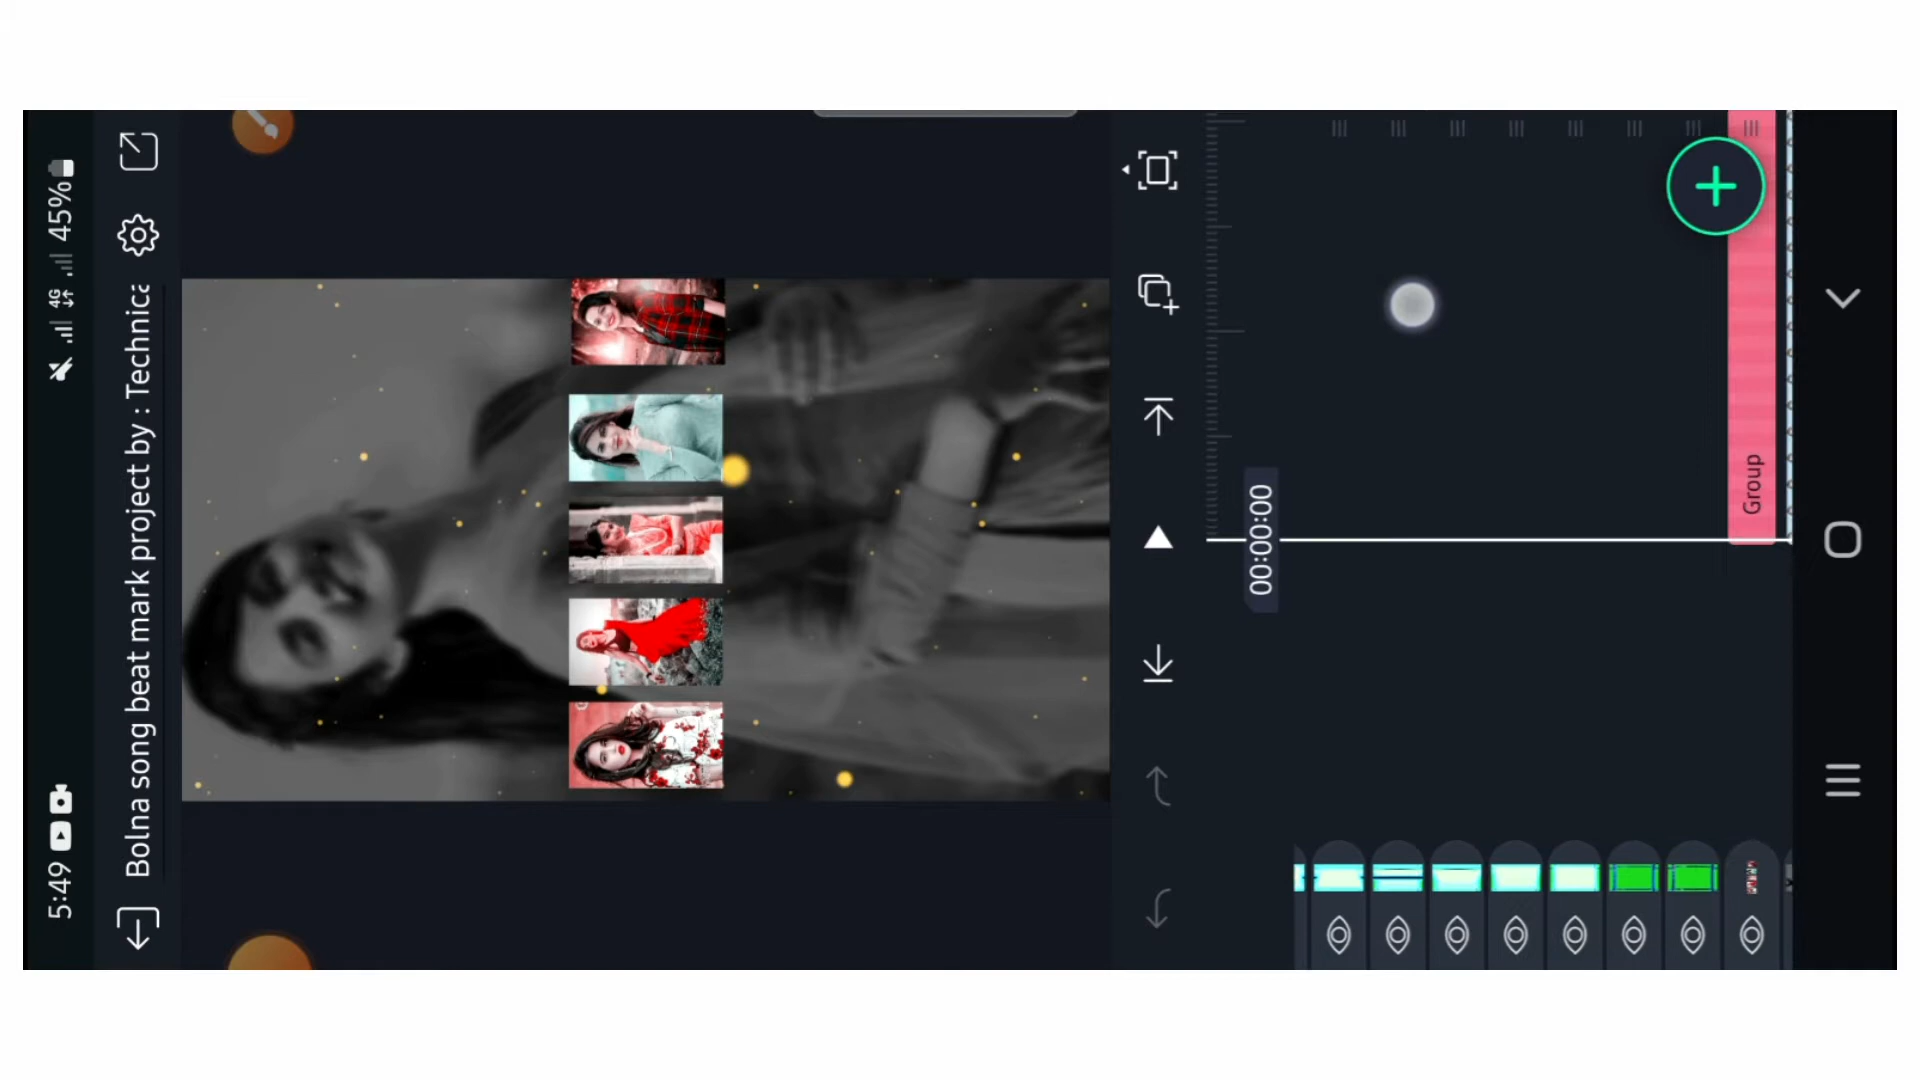 5:49
4G
45%
Bolna song beat mark project by : Technica
00:00:00
Group